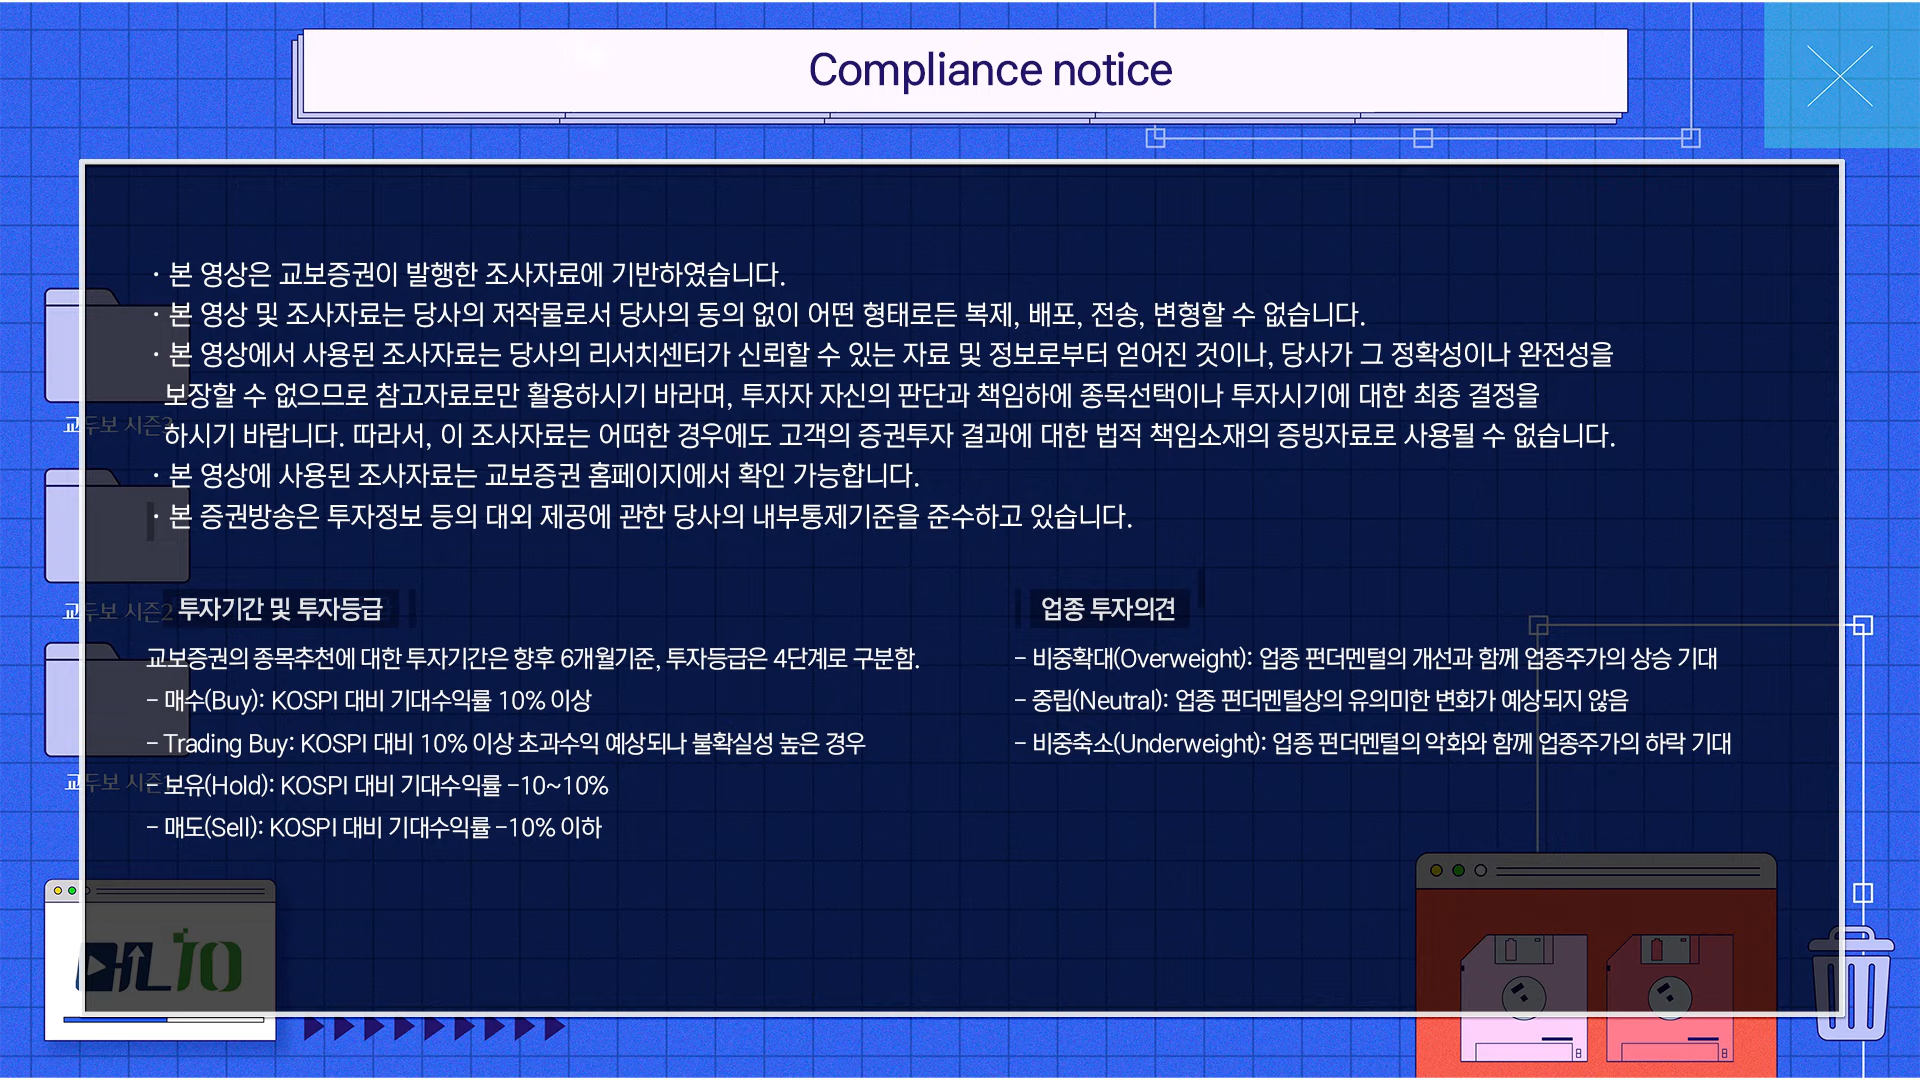 Compliance notice
· 본 영상은 교보증권이 발행한 조사자료에 기반하였습니다.
· 본 영상 및 조사자료는 당사의 저작물로서 당사의 동의 없이 어떤 형태로든 복제, 배포, 전송, 변형할 수 없습니다.
· 본 영상에서 사용된 조사자료는 당사의 리서치센터가 신뢰할 수 있는 자료 및 정보로부터 얻어진 것이나, 당사가 그 정확성이나 완전성을
보장할 수 없으므로 참고자료로만 활용하시기 바라며, 투자자 자신의 판단과 책임하에 종목선택이나 투자시기에 대한 최종 결정을
하시기 바랍니다. 따라서, 이 조사자료는 어떠한 경우에도 고객의 증권투자 결과에 대한 법적 책임소재의 증빙자료로 사용될 수 없습니다.
· 본 영상에 사용된 조사자료는 교보증권 홈페이지에서 확인 가능합니다.
· 본 증권방송은 투자정보 등의 대외 제공에 관한 당사의 내부통제기준을 준수하고 있습니다.
교두보 시즌2
투자기간 및 투자등급
교보증권의 종목추천에 대한 투자기간은 향후 6개월기준, 투자등급은 4단계로 구분함.
– 매수(Buy): KOSPI 대비 기대수익률 10% 이상
– Trading Buy: KOSPI 대비 10% 이상 초과수익 예상되나 불확실성 높은 경우
– 보유(Hold): KOSPI 대비 기대수익률 –10~10%
– 매도(Sell): KOSPI 대비 기대수익률 –10% 이하
업종 투자의견
– 비중확대(Overweight): 업종 펀더멘털의 개선과 함께 업종주가의 상승 기대
– 중립(Neutral): 업종 펀더멘털상의 유의미한 변화가 예상되지 않음
– 비중축소(Underweight): 업종 펀더멘털의 악화와 함께 업종주가의 하락 기대
교두보 시즌